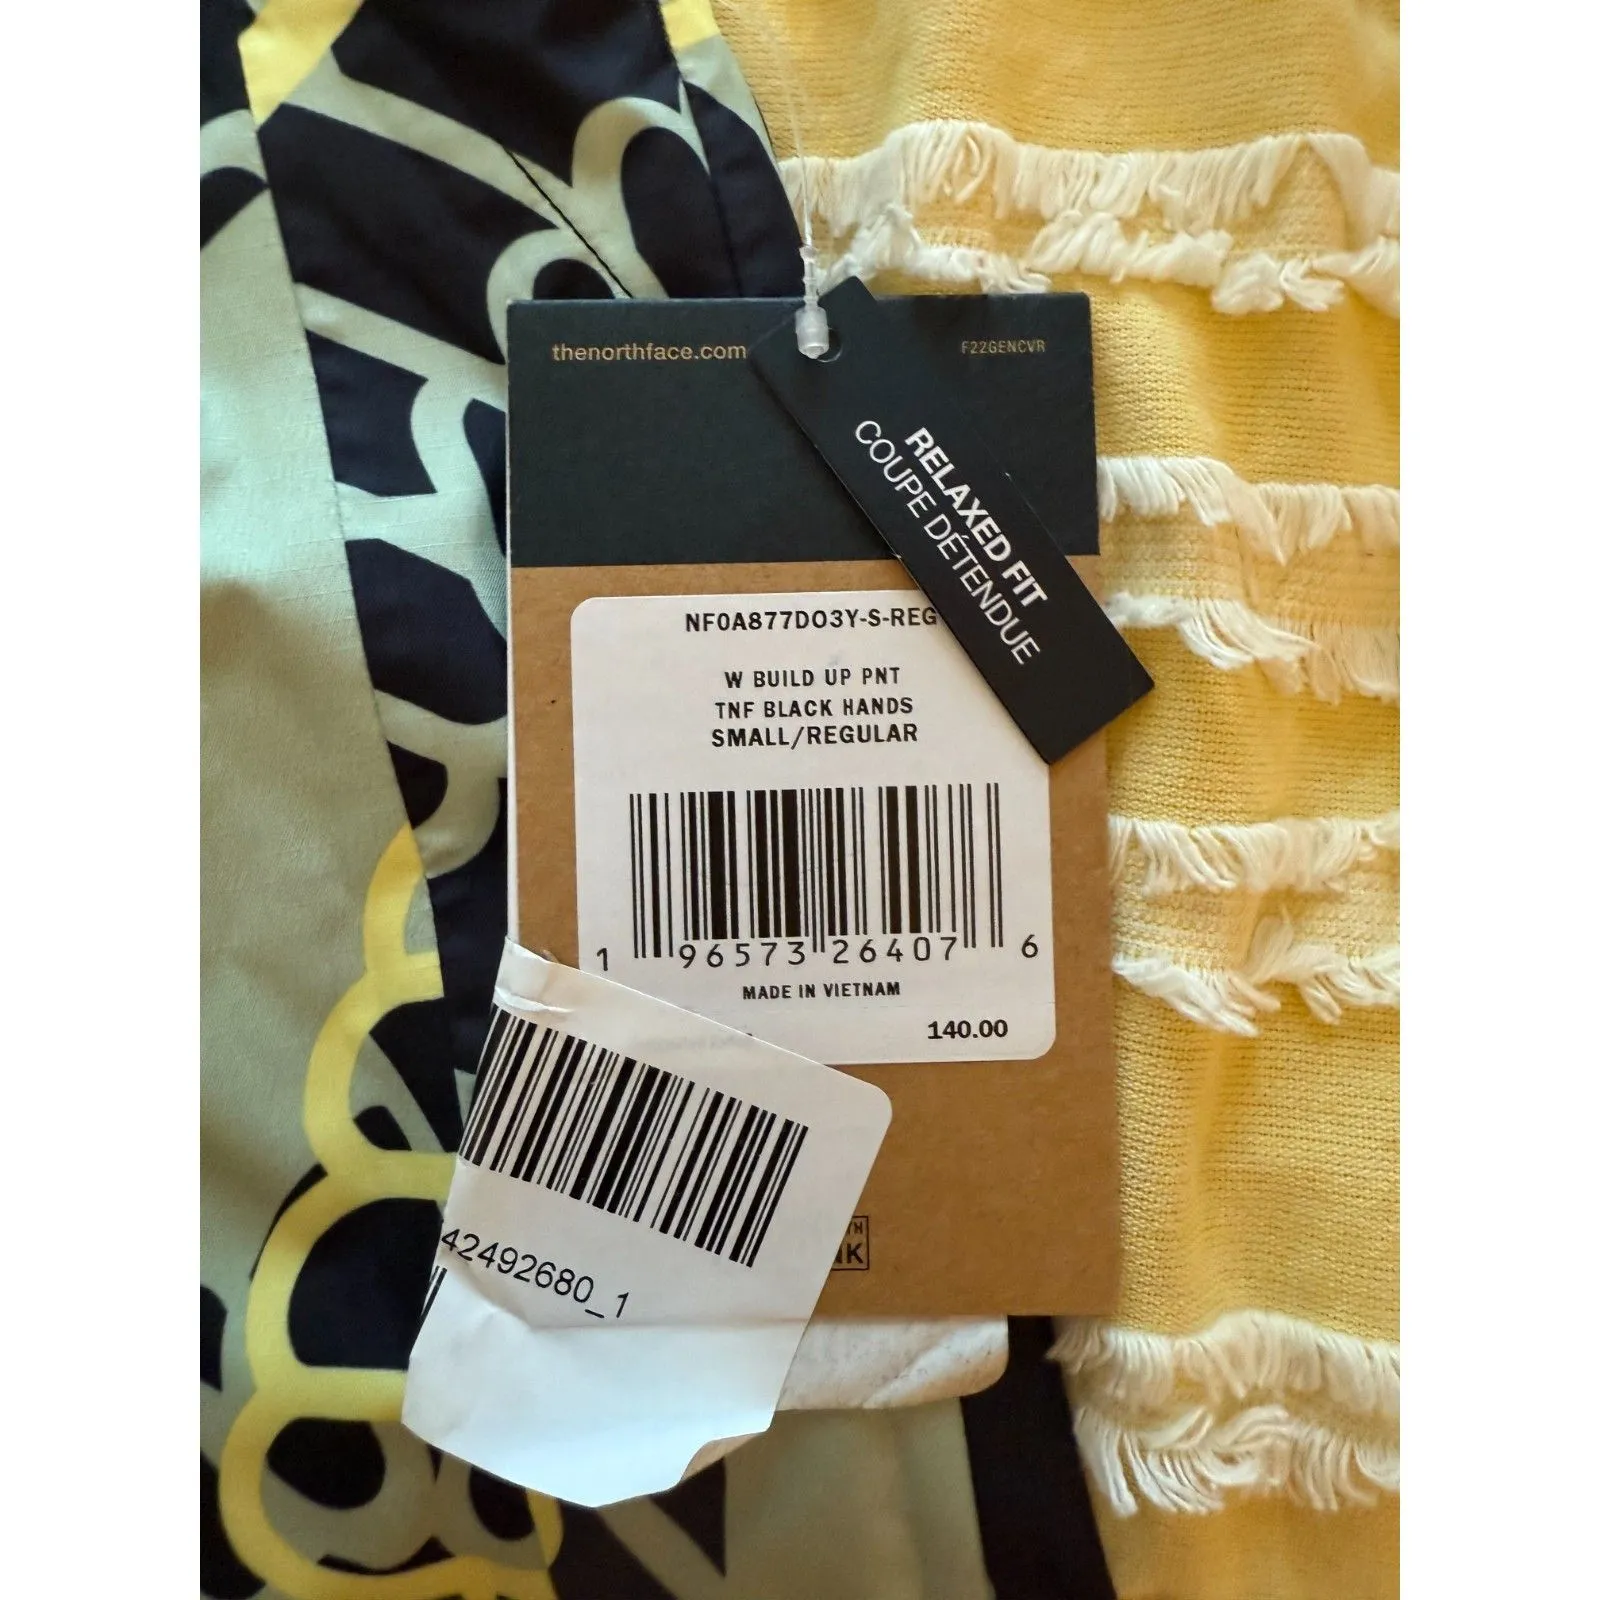 thenorthface.com
F22GENCVR
RELAXED FIT
COUPE DÉTENDUE
NF0A877DO3Y-S-REG
W BUILD UP PNT
TNF BLACK HANDS
SMALL/REGULAR
1 96573 26407 6
MADE IN VIETNAM
140.00
42492680_1